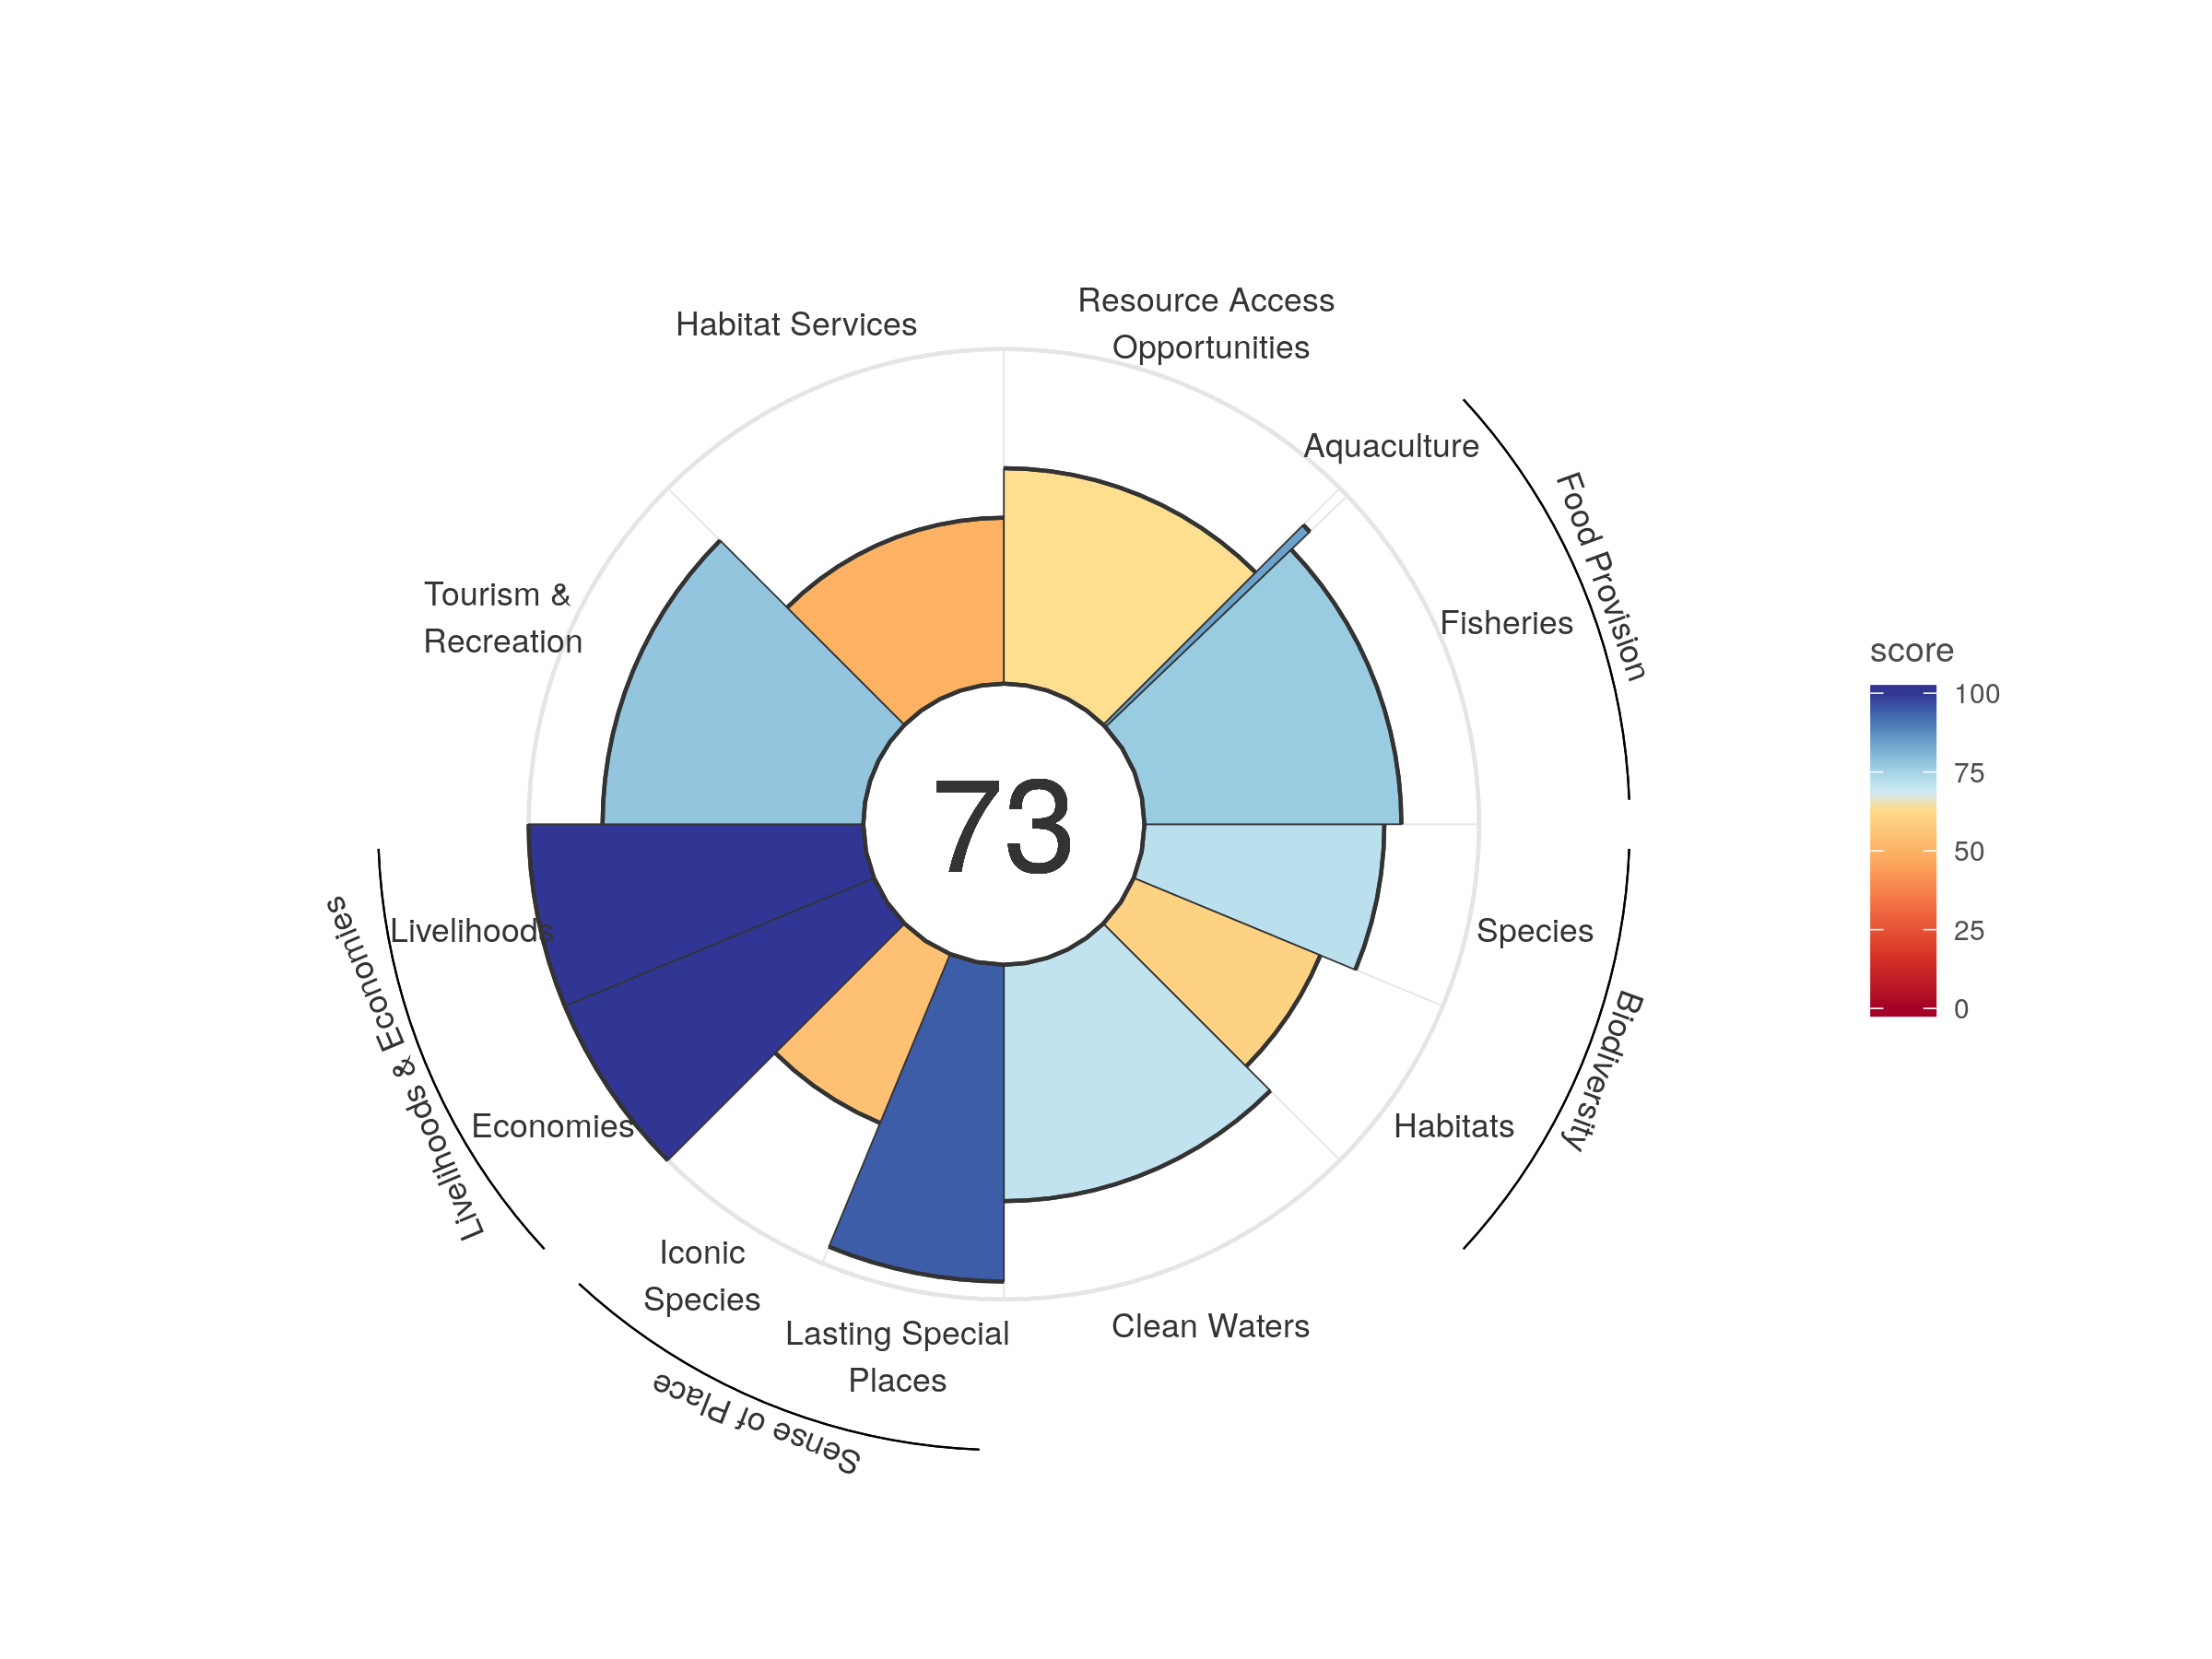 Resource Access
Opportunities
Habitat Services
Aquaculture
Food Provision
Tourism &
Recreation
Fisheries
score
100
75
50
25
0
73
Livelihoods
Species
Livelihoods & Economies
Biodiversity
Economies
Habitats
Iconic
Species
Lasting Special
Places
Clean Waters
Sense of Place